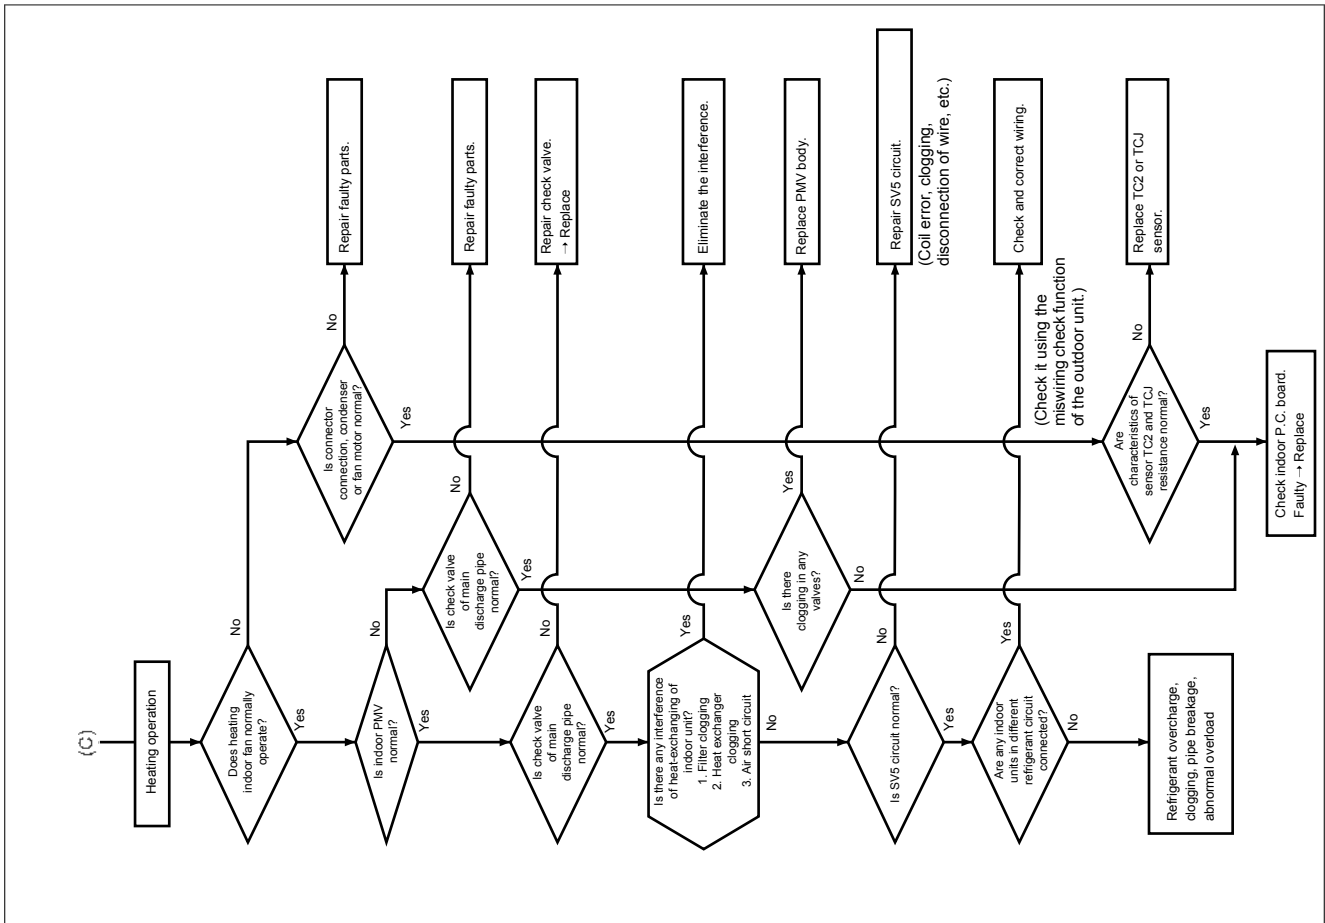 (C)
Heating operation
Does heating
indoor fan normally
operate?
No
Yes
Is connector
connection, condenser
or fan motor normal?
No
Yes
Repair faulty parts.
Is indoor PMV
normal?
No
Yes
Is check valve
of main
discharge pipe
normal?
No
Yes
Repair faulty parts.
Is check valve
of main
discharge pipe
normal?
No
Yes
Repair check valve.
→ Replace
Is there any interference
of heat-exchanging of
indoor unit?
1. Filter clogging
2. Heat exchanger
clogging
3. Air short circuit
Yes
No
Eliminate the interference.
Is there
clogging in any
valves?
Yes
No
Replace PMV body.
Is SV5 circuit normal?
No
Yes
Repair SV5 circuit.
(Coil error, clogging,
disconnection of wire, etc.)
Are any indoor
units in different
refrigerant circuit
connected?
Yes
No
Check and correct wiring.
(Check it using the
miswiring check function
of the outdoor unit.)
Are
characteristics of
sensor TC2 and TCJ
resistance normal?
No
Yes
Replace TC2 or TCJ
sensor.
Refrigerant overcharge,
clogging, pipe breakage,
abnormal overload
Check indoor P.C. board.
Faulty → Replace